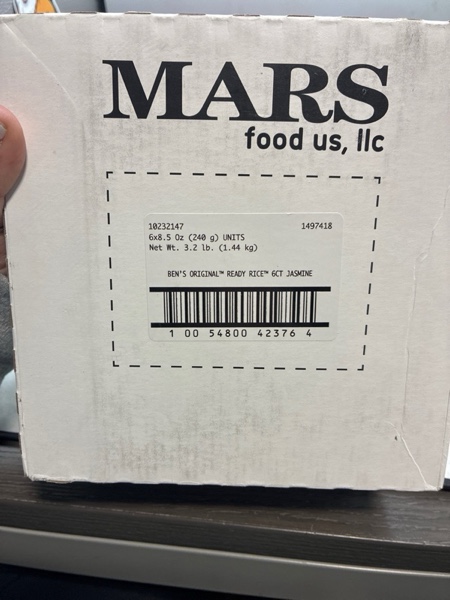 MARS
food us, llc
10232147 1497418
6x8.5 Oz (240 g) UNITS
Net Wt. 3.2 lb. (1.44 kg)
BEN'S ORIGINAL™ READY RICE™ 6CT JASMINE
1 00 54800 42376 4